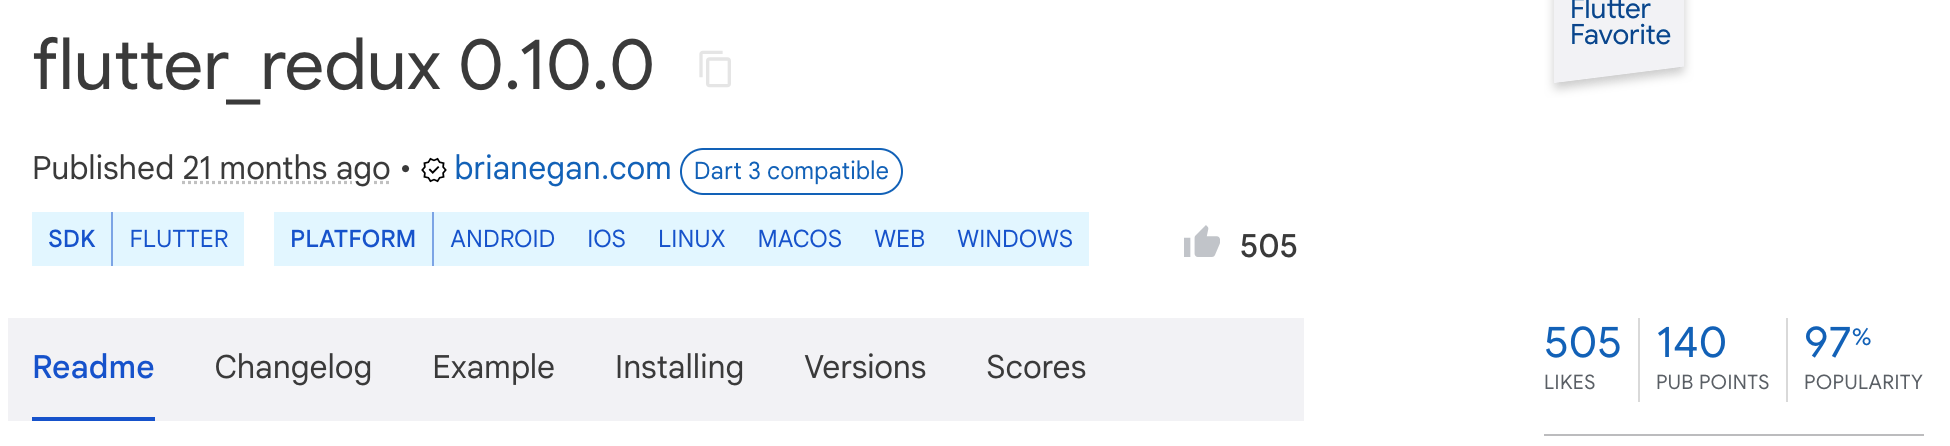 Flutter
Favorite
flutter_redux 0.10.0
Published 21 months ago • brianegan.com Dart 3 compatible
SDK FLUTTER PLATFORM ANDROID IOS LINUX MACOS WEB WINDOWS 505
Readme Changelog Example Installing Versions Scores
505 140 97%
LIKES PUB POINTS POPULARITY